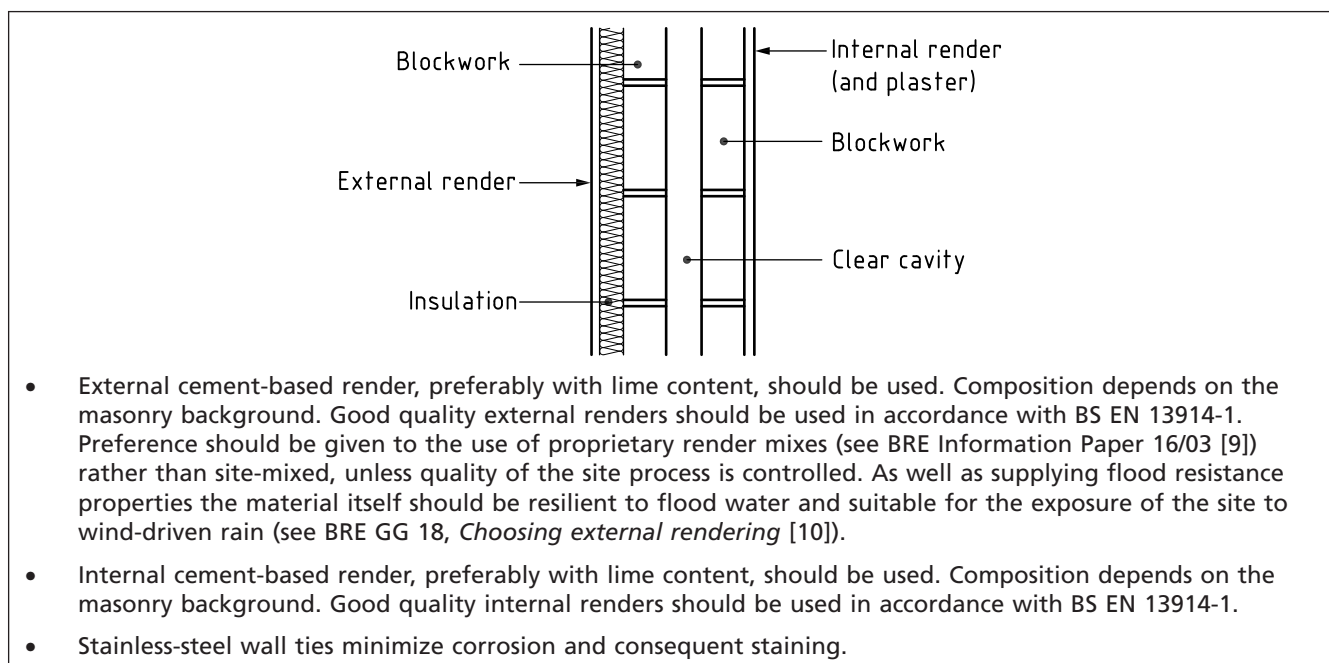 Blockwork
External render
Insulation
Internal render
(and plaster)
Blockwork
Clear cavity
• External cement-based render, preferably with lime content, should be used. Composition depends on the
masonry background. Good quality external renders should be used in accordance with BS EN 13914-1.
Preference should be given to the use of proprietary render mixes (see BRE Information Paper 16/03 [9])
rather than site-mixed, unless quality of the site process is controlled. As well as supplying flood resistance
properties the material itself should be resilient to flood water and suitable for the exposure of the site to
wind-driven rain (see BRE GG 18, Choosing external rendering [10]).
• Internal cement-based render, preferably with lime content, should be used. Composition depends on the
masonry background. Good quality internal renders should be used in accordance with BS EN 13914-1.
• Stainless-steel wall ties minimize corrosion and consequent staining.